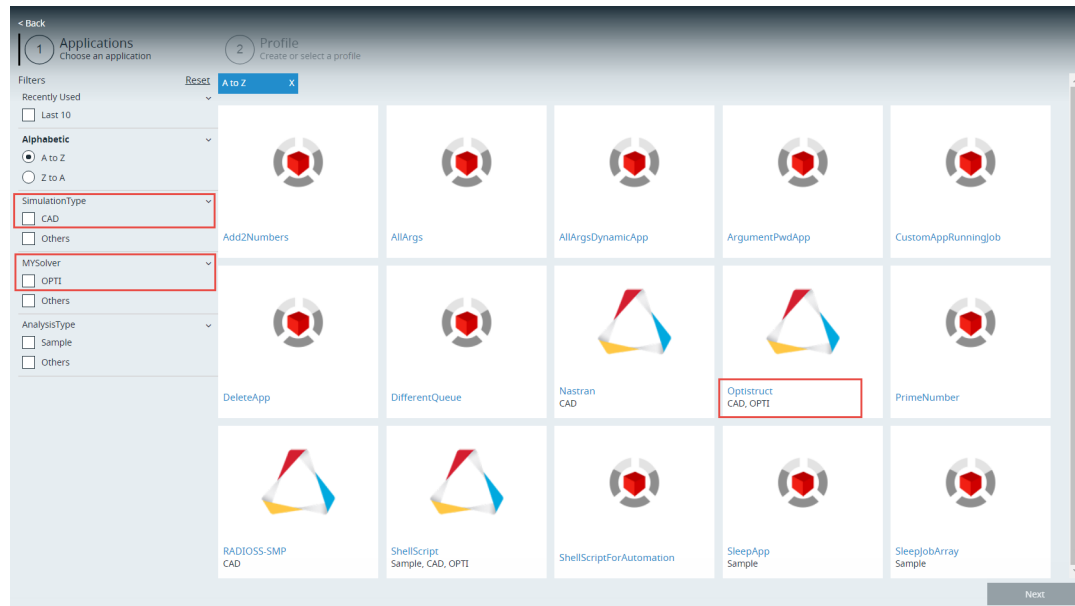 < Back
1 Applications
Choose an application
2 Profile
Create or select a profile
Filters Reset
Recently Used
Last 10
Alphabetic
A to Z
Z to A
SimulationType
CAD
Others
MYSolver
OPTI
Others
AnalysisType
Sample
Others
A to Z X
Add2Numbers
AllArgs
AllArgsDynamicApp
ArgumentPwdApp
CustomAppRunningJob
DeleteApp
DifferentQueue
Nastran
CAD
Optistruct
CAD, OPTI
PrimeNumber
RADIOSS-SMP
CAD
ShellScript
Sample, CAD, OPTI
ShellScriptForAutomation
SleepApp
Sample
SleepJobArray
Sample
Next